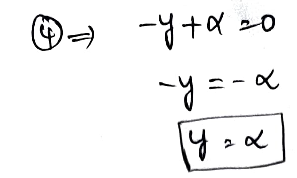 ④ ⇒ -y + α = 0
-y = -α
y = α